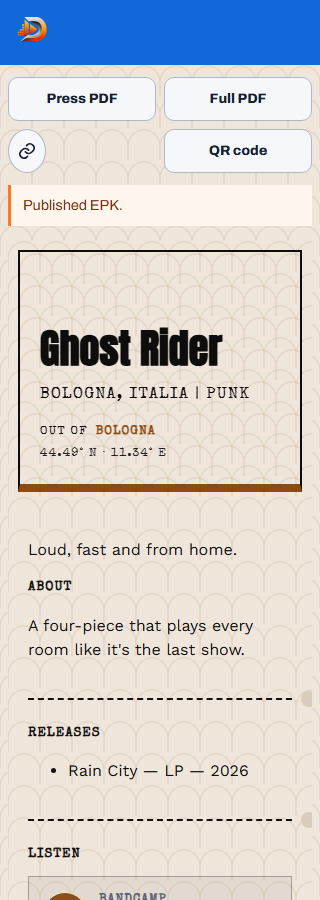 Press PDF
Full PDF
QR code
Published EPK.
Ghost Rider
BOLOGNA, ITALIA | PUNK
OUT OF BOLOGNA
44.49° N · 11.34° E
Loud, fast and from home.
ABOUT
A four-piece that plays every
room like it's the last show.
RELEASES
• Rain City — LP — 2026
LISTEN
BANDCAMP